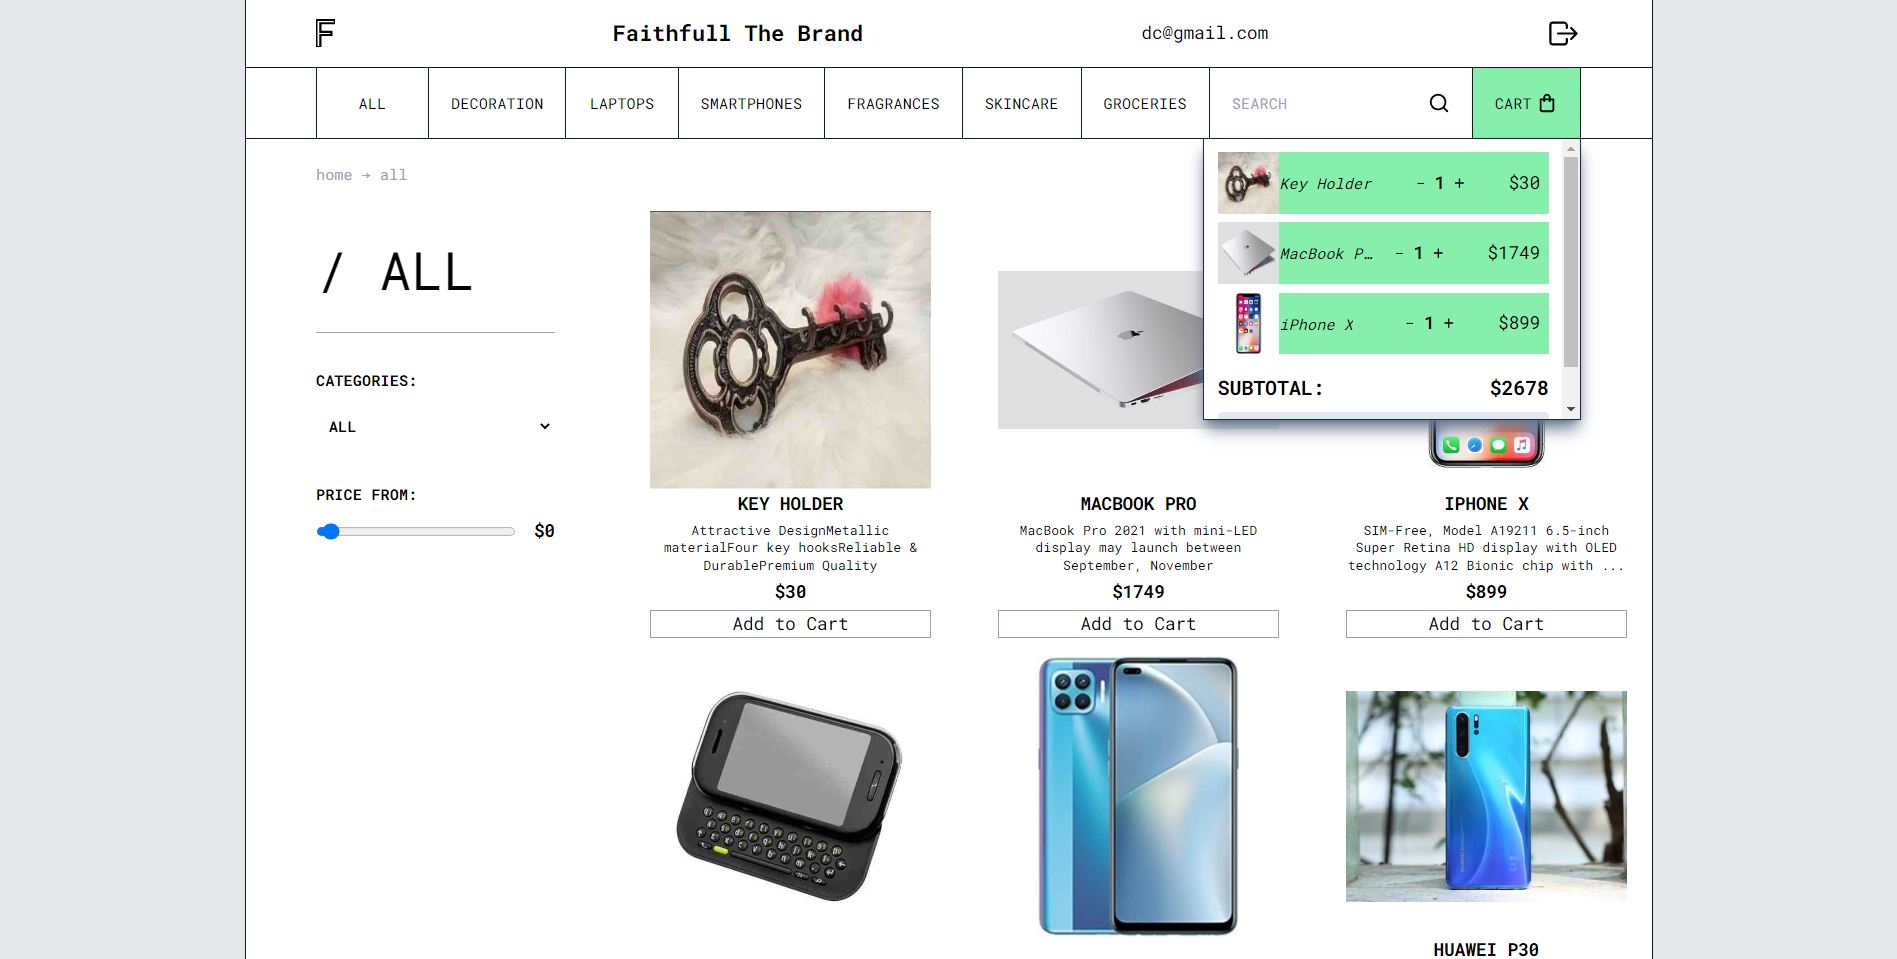 F
Faithfull The Brand
dc@gmail.com
ALL
DECORATION
LAPTOPS
SMARTPHONES
FRAGRANCES
SKINCARE
GROCERIES
SEARCH
CART
home → all
Key Holder - 1 + $30
MacBook P… - 1 + $1749
iPhone X - 1 + $899
SUBTOTAL: $2678
/ ALL
CATEGORIES:
ALL
PRICE FROM:
$0
KEY HOLDER
Attractive DesignMetallic
materialFour key hooksReliable &
DurablePremium Quality
$30
Add to Cart
MACBOOK PRO
MacBook Pro 2021 with mini-LED
display may launch between
September, November
$1749
Add to Cart
IPHONE X
SIM-Free, Model A19211 6.5-inch
Super Retina HD display with OLED
technology A12 Bionic chip with ...
$899
Add to Cart
HUAWEI P30